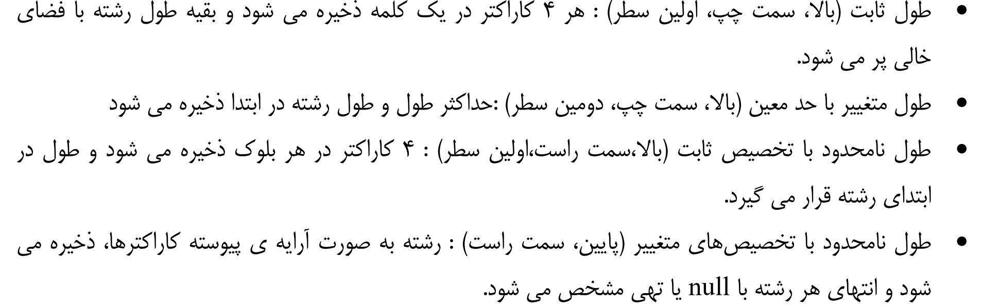 • طول ثابت (بالا، سمت چپ، اولین سطر) : هر ۴ کاراکتر در یک کلمه ذخیره می شود و بقیه طول رشته با فضای
خالی پر می شود.
• طول متغییر با حد معین (بالا، سمت چپ، دومین سطر) :حداکثر طول و طول رشته در ابتدا ذخیره می شود
• طول نامحدود با تخصیص ثابت (بالا،سمت راست،اولین سطر) : ۴ کاراکتر در هر بلوک ذخیره می شود و طول در
ابتدای رشته قرار می گیرد.
• طول نامحدود با تخصیص‌های متغییر (پایین، سمت راست) : رشته به صورت آرایه ی پیوسته کاراکترها، ذخیره می
شود و انتهای هر رشته با null یا تهی مشخص می شود.